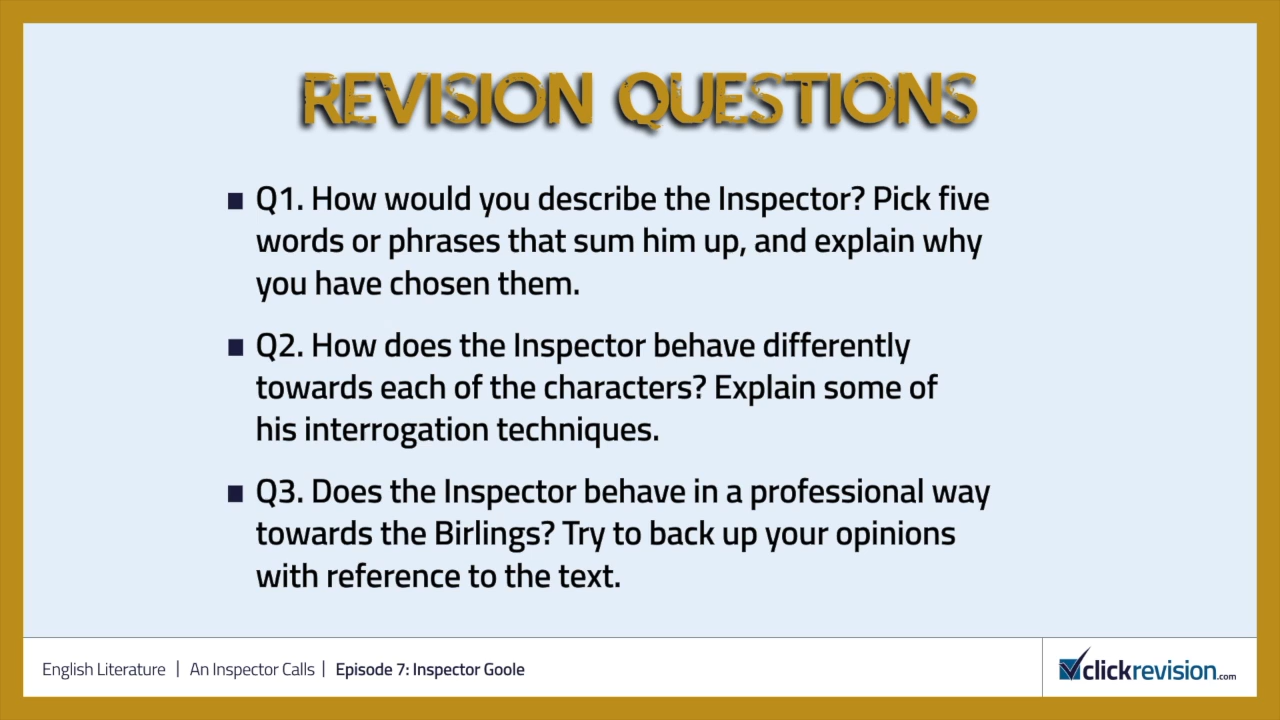 REVISION QUESTIONS
■ Q1. How would you describe the Inspector? Pick five
words or phrases that sum him up, and explain why
you have chosen them.
■ Q2. How does the Inspector behave differently
towards each of the characters? Explain some of
his interrogation techniques.
■ Q3. Does the Inspector behave in a professional way
towards the Birlings? Try to back up your opinions
with reference to the text.
English Literature | An Inspector Calls | Episode 7: Inspector Goole
clickrevision.com